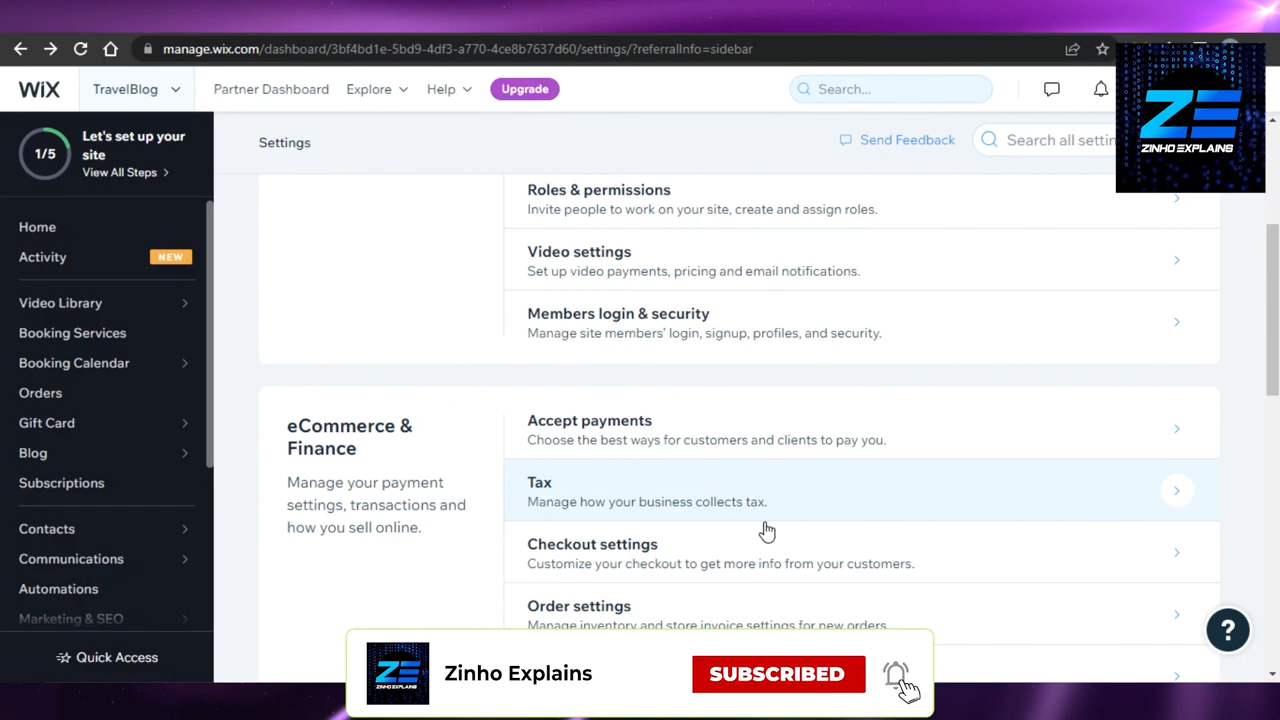 manage.wix.com/dashboard/3bf4bd1e-5bd9-4df3-a770-4ce8b7637d60/settings/?referralInfo=sidebar
WiX
TravelBlog
Partner Dashboard
Explore
Help
Upgrade
Search...
ZE
ZINHO EXPLAINS
1/5
Let's set up your
site
View All Steps
Settings
Send Feedback
Search all settin
Home
Activity
NEW
Video Library
Booking Services
Booking Calendar
Orders
Gift Card
Blog
Subscriptions
Contacts
Communications
Automations
Marketing & SEO
Quick Access
Roles & permissions
Invite people to work on your site, create and assign roles.
Video settings
Set up video payments, pricing and email notifications.
Members login & security
Manage site members' login, signup, profiles, and security.
eCommerce &
Finance
Manage your payment
settings, transactions and
how you sell online.
Accept payments
Choose the best ways for customers and clients to pay you.
Tax
Manage how your business collects tax.
Checkout settings
Customize your checkout to get more info from your customers.
Order settings
Manage inventory and store invoice settings for new orders.
?
ZE
ZINHO EXPLAINS
Zinho Explains
SUBSCRIBED